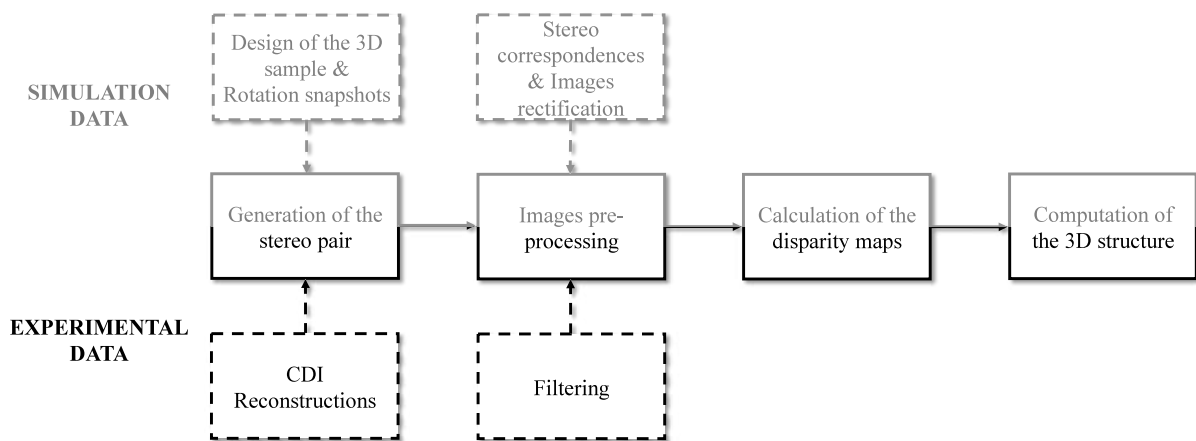 Design of the 3D
sample &
Rotation snapshots
Stereo
correspondences
& Images
rectification
SIMULATION
DATA
Generation of the
stereo pair
Images pre-
processing
Calculation of the
disparity maps
Computation of
the 3D structure
EXPERIMENTAL
DATA
CDI
Reconstructions
Filtering